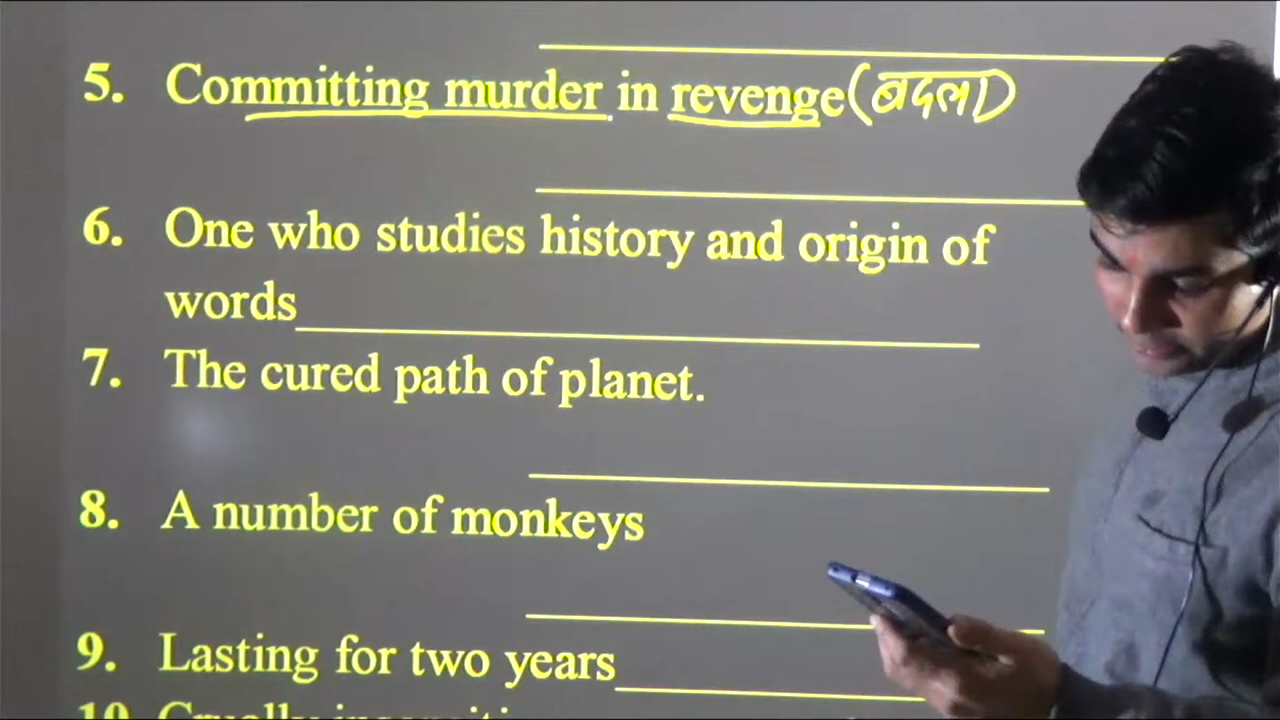 5. Committing murder in revenge(बदला)
6. One who studies history and origin of
words
7. The cured path of planet.
8. A number of monkeys
9. Lasting for two years
10